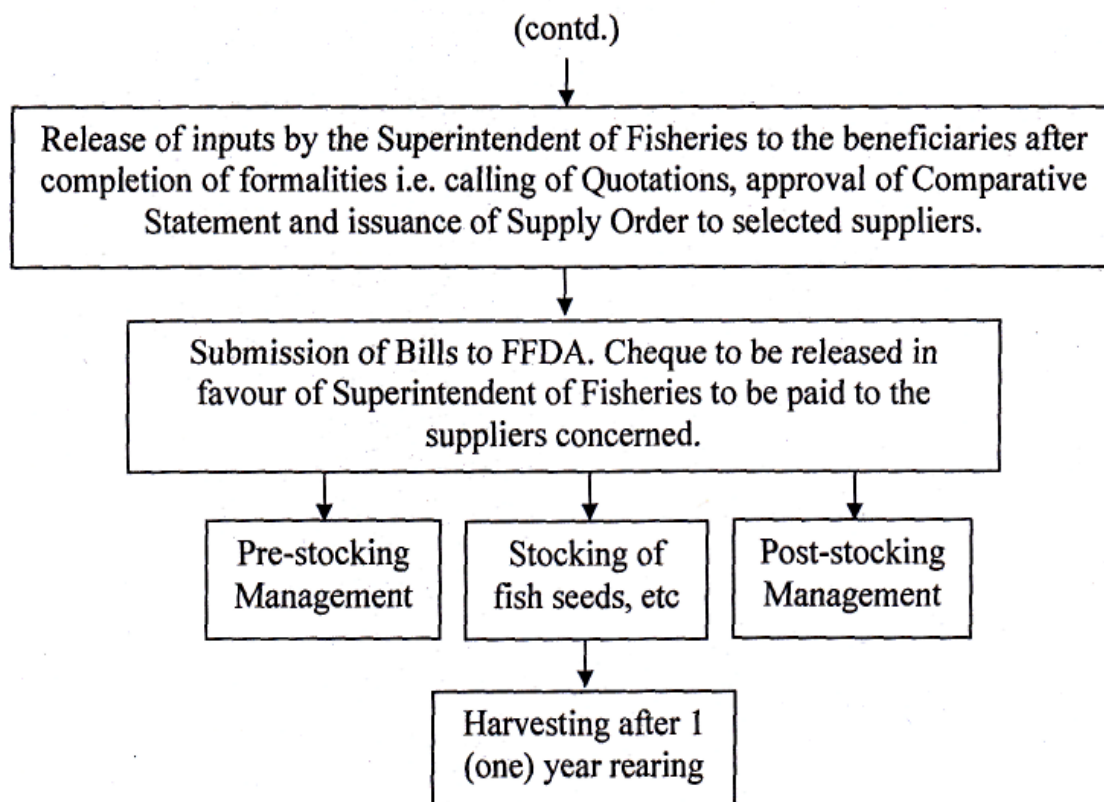 (contd.)
Release of inputs by the Superintendent of Fisheries to the beneficiaries after
completion of formalities i.e. calling of Quotations, approval of Comparative
Statement and issuance of Supply Order to selected suppliers.
Submission of Bills to FFDA. Cheque to be released in
favour of Superintendent of Fisheries to be paid to the
suppliers concerned.
Pre-stocking
Management
Stocking of
fish seeds, etc
Post-stocking
Management
Harvesting after 1
(one) year rearing